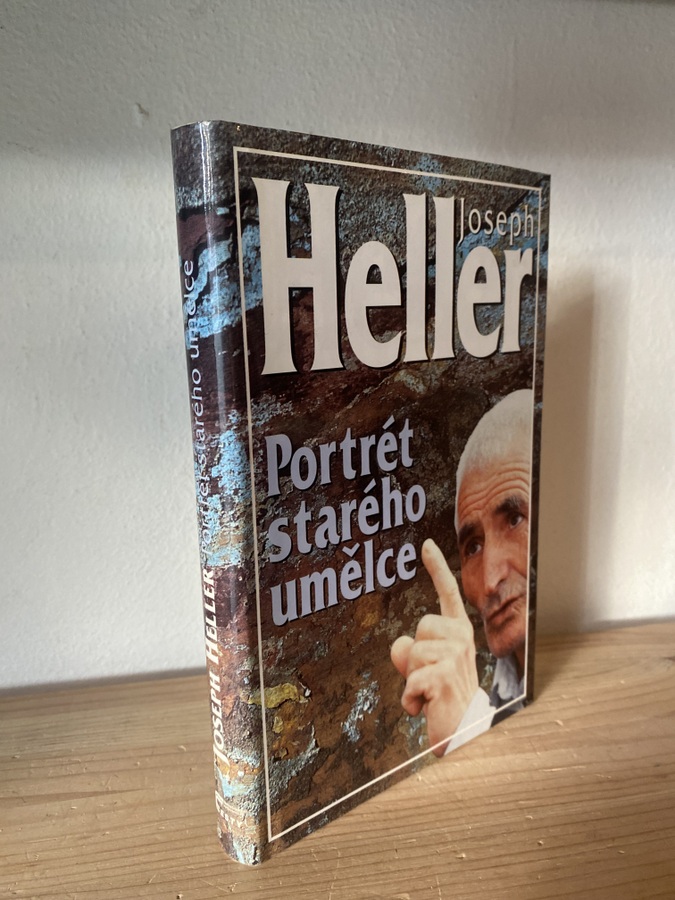 Joseph
Heller
Portrét
starého
umělce
JOSEPH HELLER Portrét starého umělce